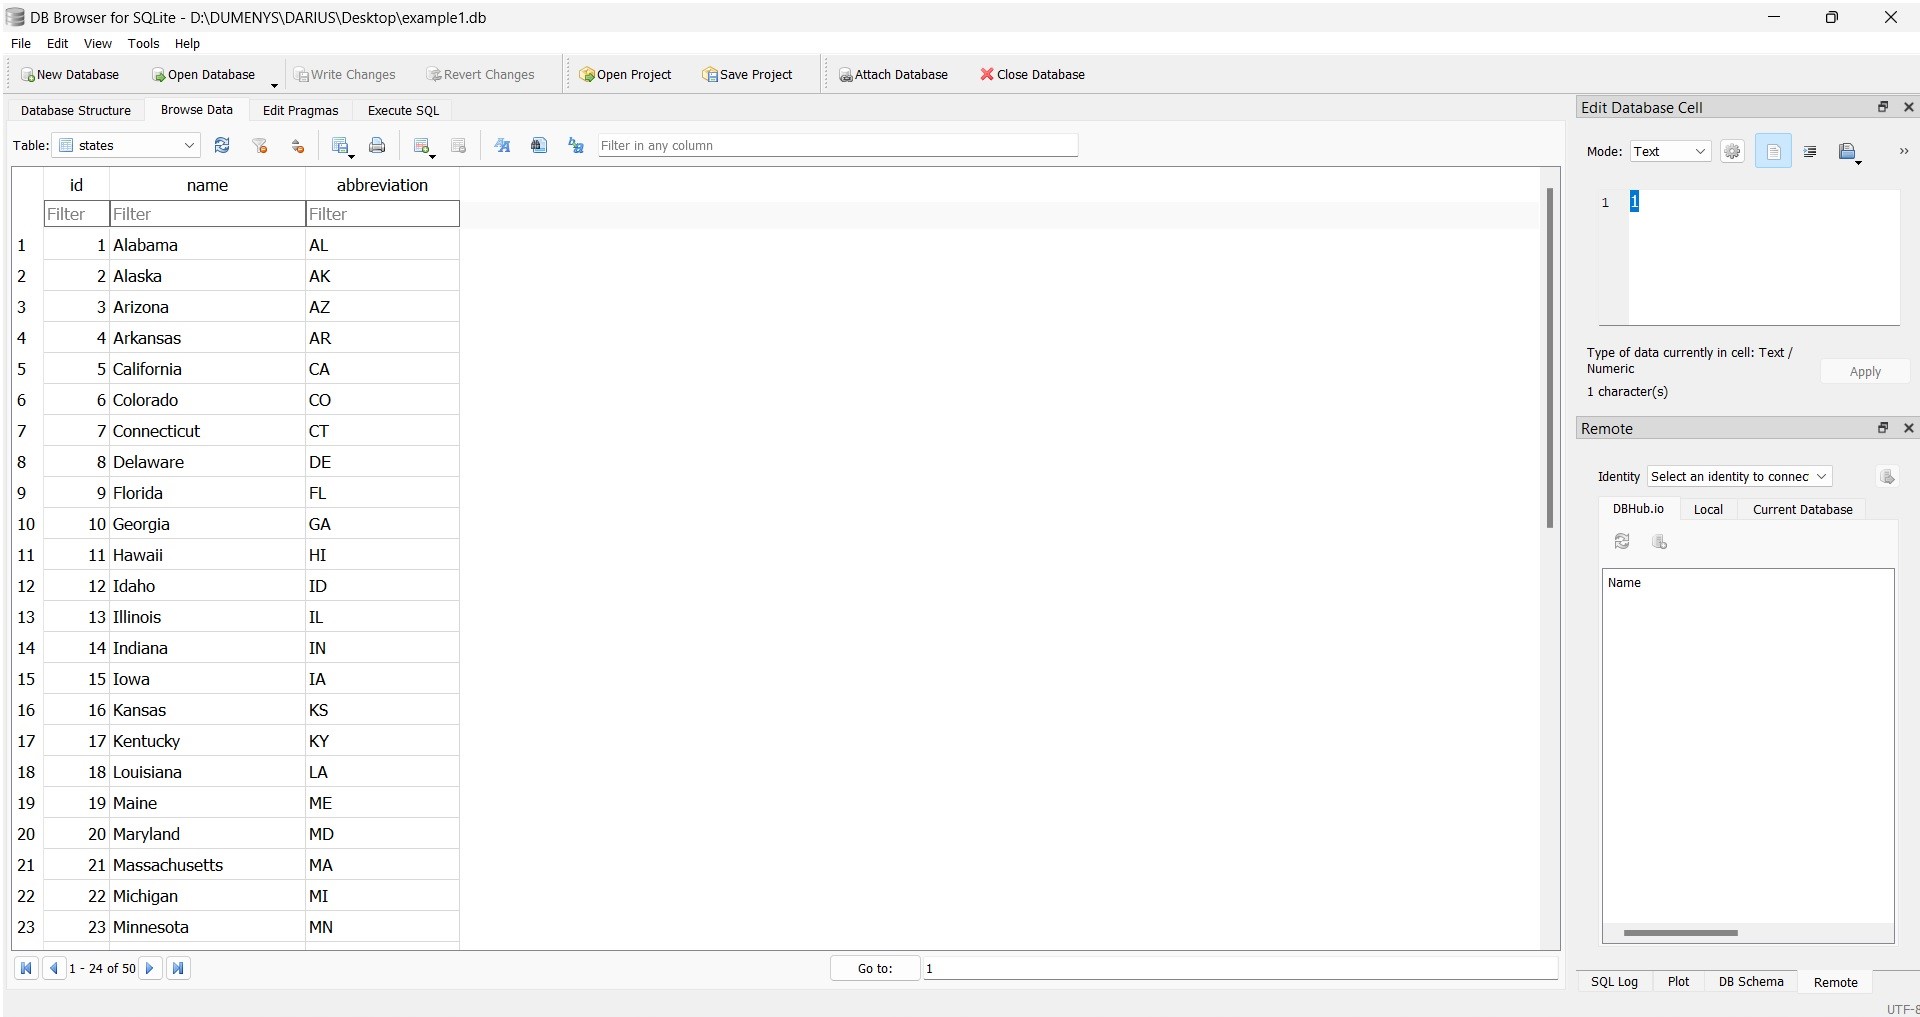 DB Browser for SQLite - D:\DUMENYS\DARIUS\Desktop\example1.db
File Edit View Tools Help
New Database Open Database Write Changes Revert Changes Open Project Save Project Attach Database Close Database
Database Structure Browse Data Edit Pragmas Execute SQL
Table: states Filter in any column
id name abbreviation
Filter Filter Filter
1 1 Alabama AL
2 2 Alaska AK
3 3 Arizona AZ
4 4 Arkansas AR
5 5 California CA
6 6 Colorado CO
7 7 Connecticut CT
8 8 Delaware DE
9 9 Florida FL
10 10 Georgia GA
11 11 Hawaii HI
12 12 Idaho ID
13 13 Illinois IL
14 14 Indiana IN
15 15 Iowa IA
16 16 Kansas KS
17 17 Kentucky KY
18 18 Louisiana LA
19 19 Maine ME
20 20 Maryland MD
21 21 Massachusetts MA
22 22 Michigan MI
23 23 Minnesota MN
1 - 24 of 50 Go to: 1
Edit Database Cell
Mode: Text
1 1
Type of data currently in cell: Text /
Numeric
Apply
1 character(s)
Remote
Identity Select an identity to connec
DBHub.io Local Current Database
Name
SQL Log Plot DB Schema Remote
UTF-8